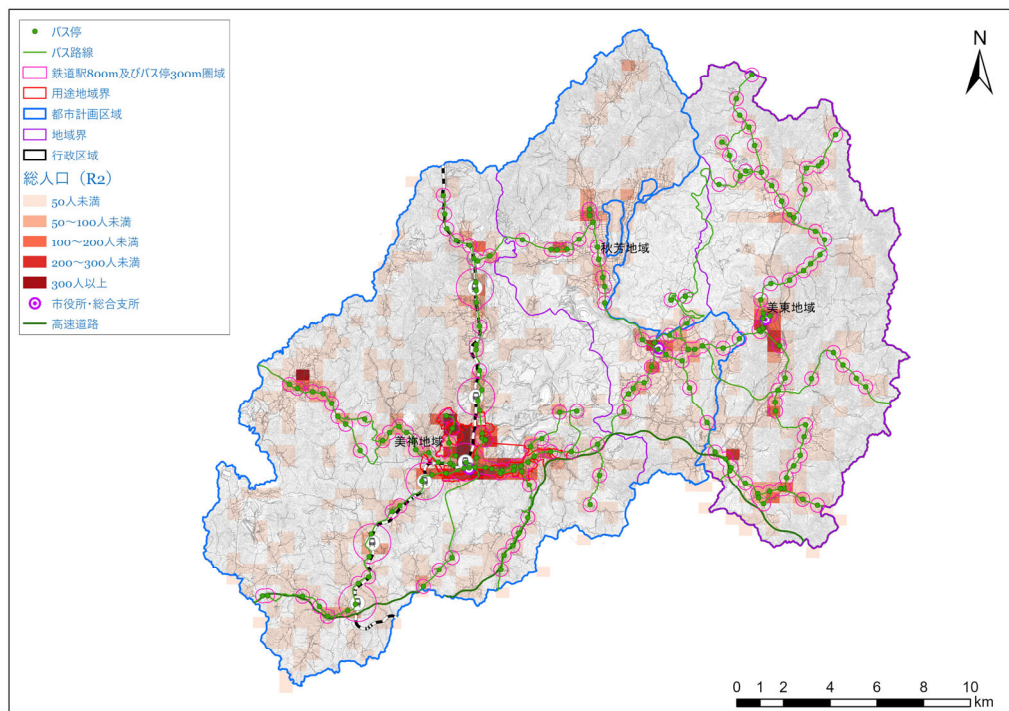 バス停
バス路線
鉄道駅800m及びバス停300m圏域
用途地域界
都市計画区域
地域界
行政区域
総人口（R2）
50人未満
50～100人未満
100～200人未満
200～300人未満
300人以上
市役所・総合支所
高速道路
N
秋芳地域
美東地域
美祢地域
0 1 2 4 6 8 10
km